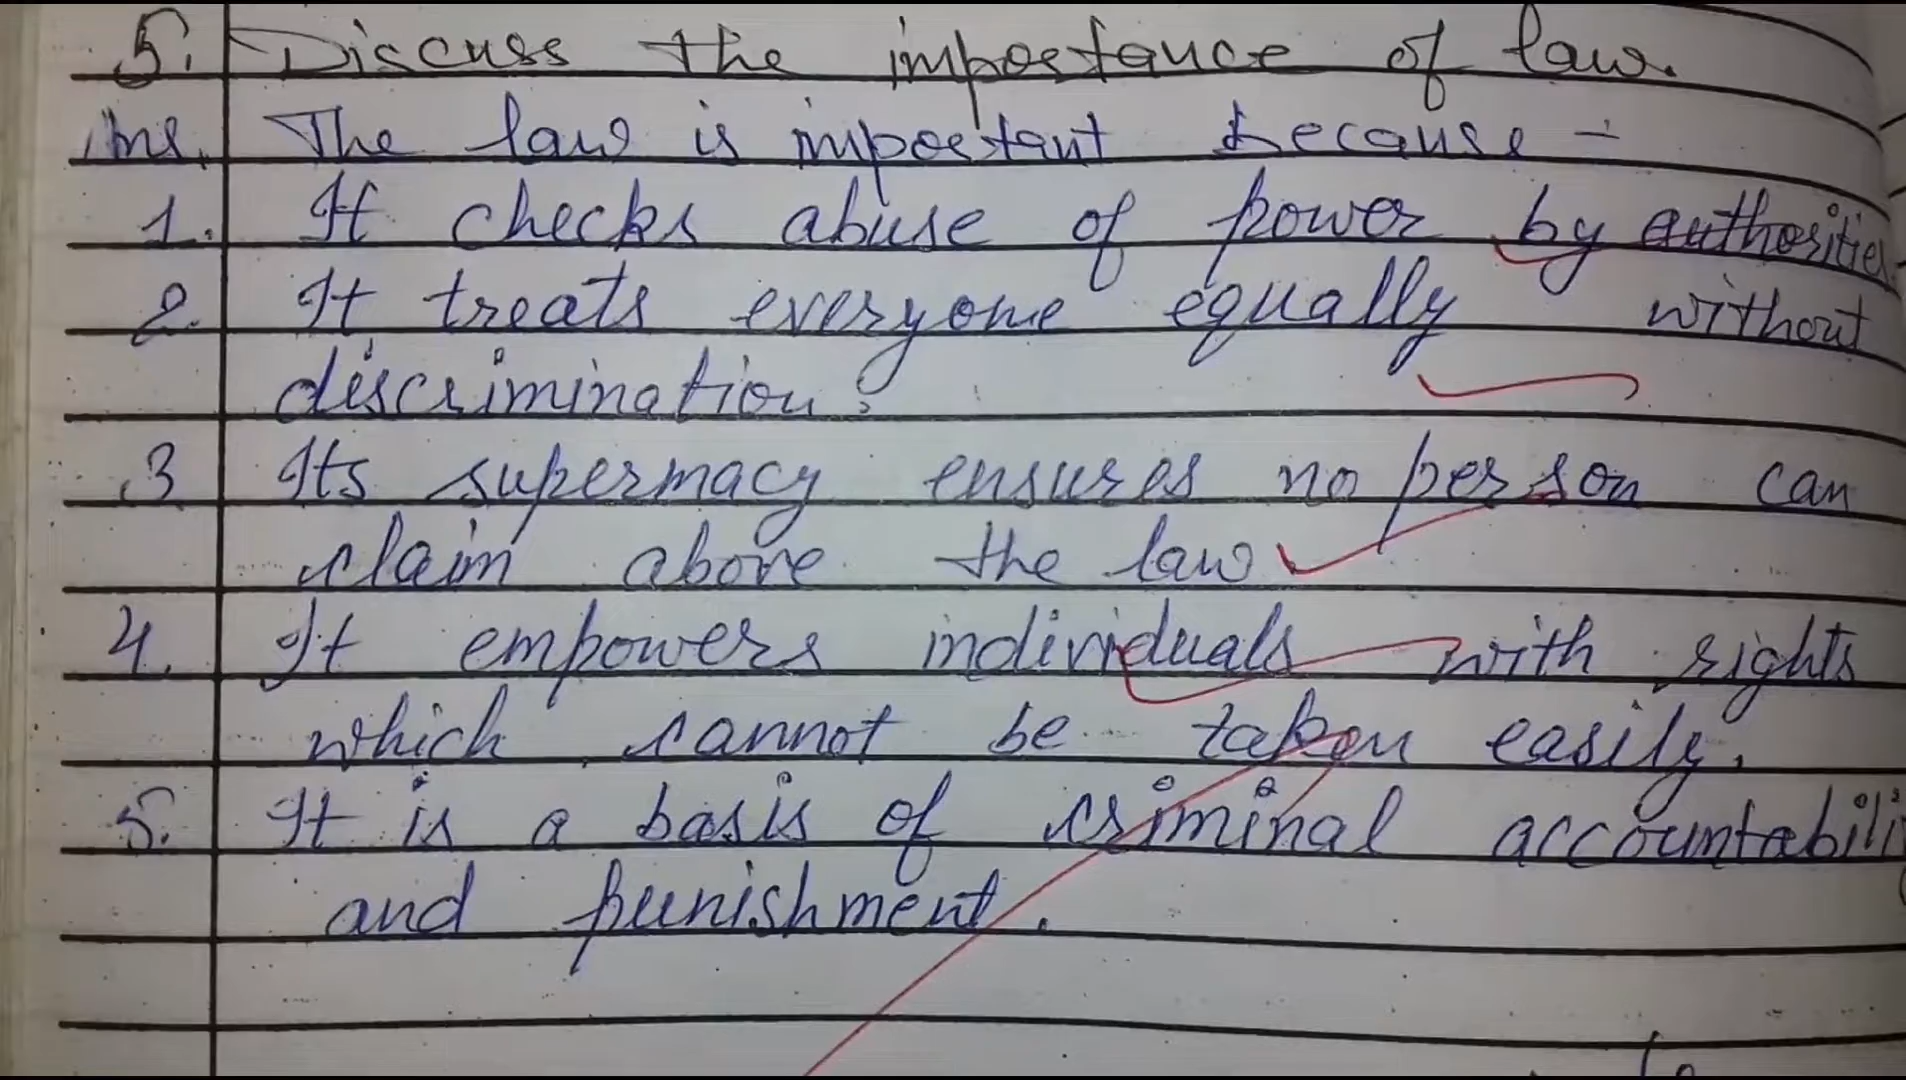 5. Discuss the importance of law.
Ans. The law is important because -
1. It checks abuse of power by authorities
2. It treats everyone equally without
discrimination.
3 Its supermacy ensures no person can
claim above the law
4. It empowers individuals with rights
which cannot be taken easily.
5. It is a basis of criminal accountabili
and punishment.